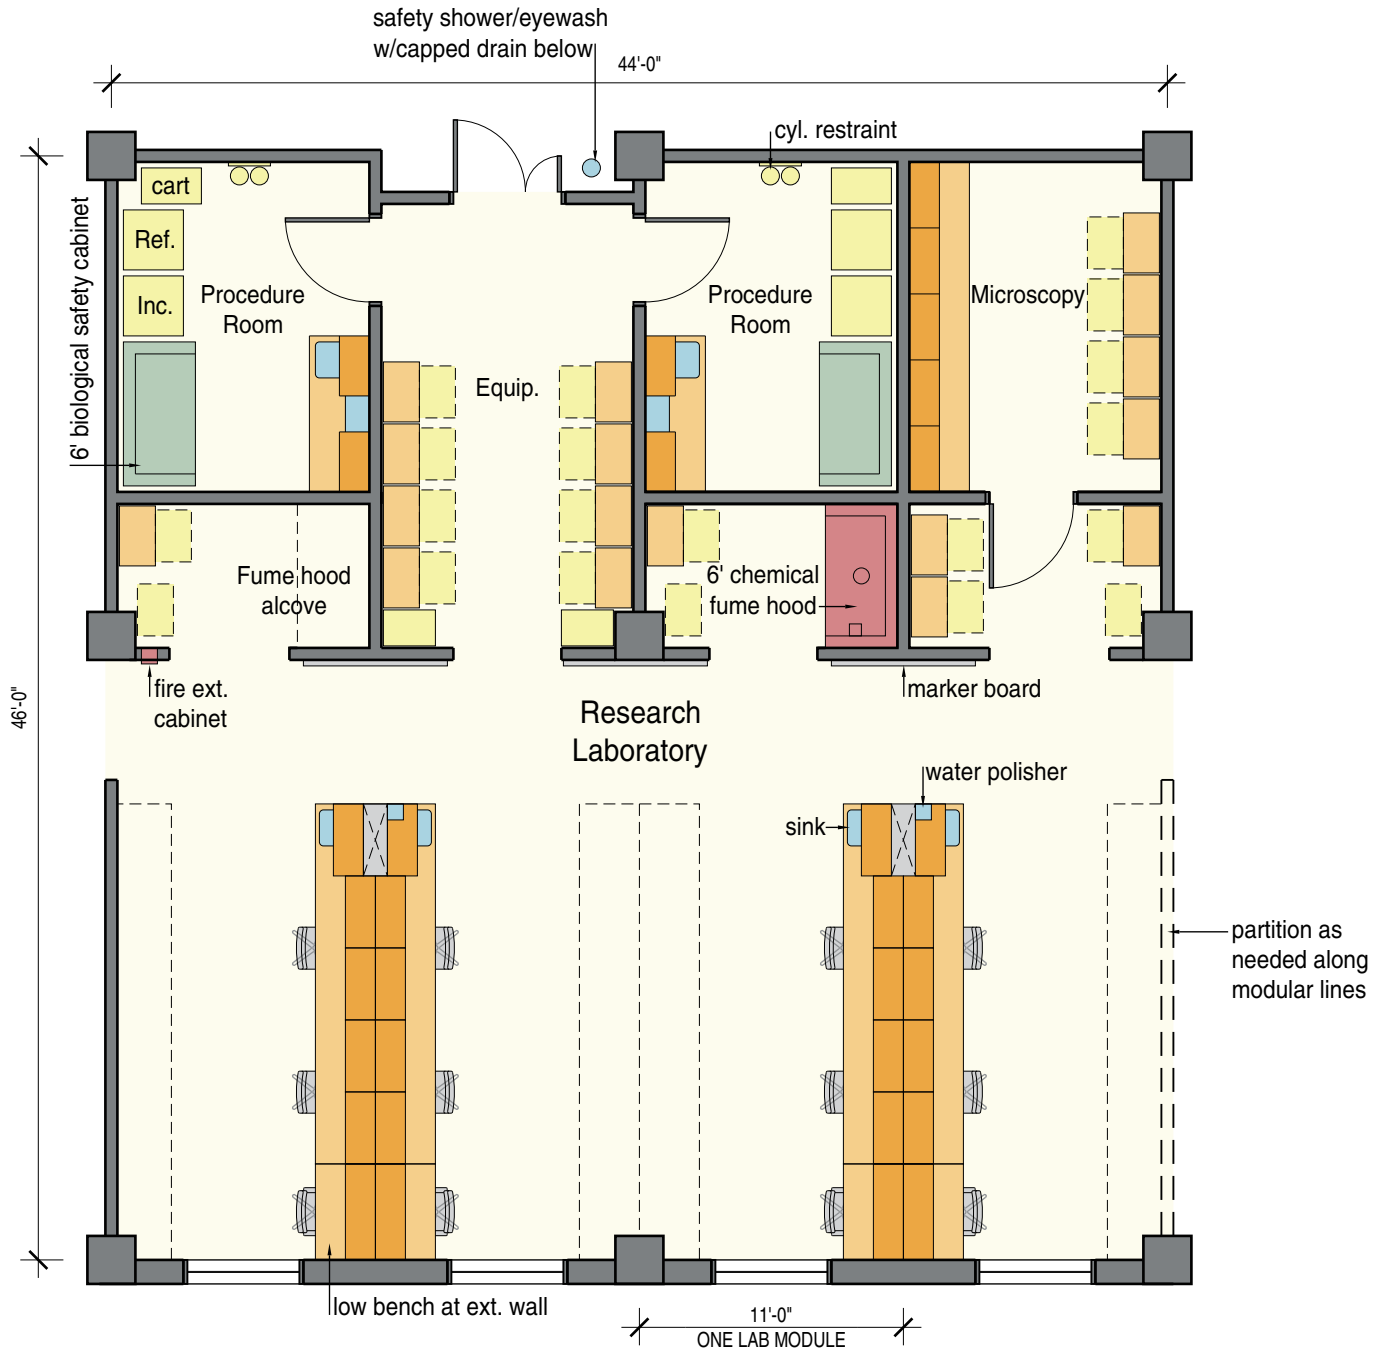 safety shower/eyewash
w/capped drain below
44'-0"
cyl. restraint
cart
Ref.
Inc.
6' biological safety cabinet
Procedure
Room
Procedure
Room
Microscopy
Equip.
Fume hood
alcove
6' chemical
fume hood
fire ext.
cabinet
marker board
46'-0"
Research
Laboratory
water polisher
sink
partition as
needed along
modular lines
low bench at ext. wall
11'-0"
ONE LAB MODULE